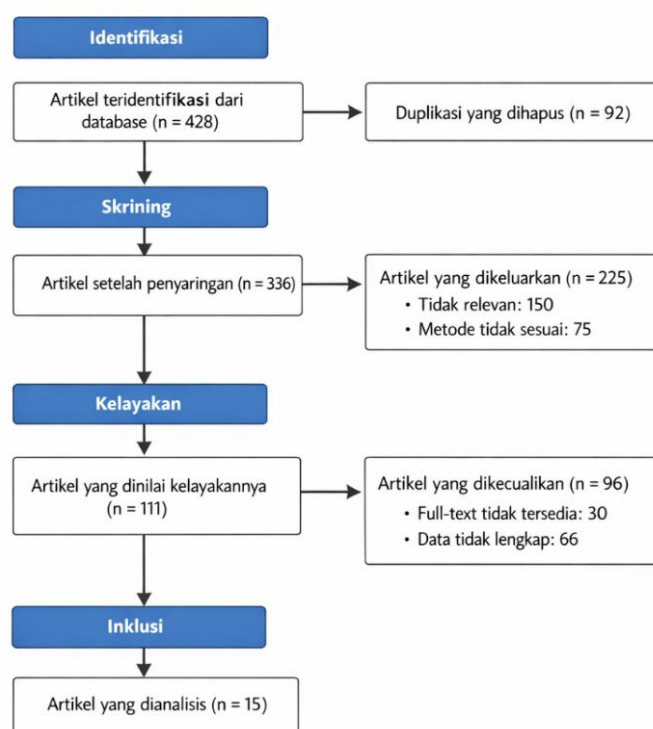 Identifikasi
Artikel teridentifikasi dari
database (n = 428)
Duplikasi yang dihapus (n = 92)
Skrining
Artikel setelah penyaringan (n = 336)
Artikel yang dikeluarkan (n = 225)
• Tidak relevan: 150
• Metode tidak sesuai: 75
Kelayakan
Artikel yang dinilai kelayakannya
(n = 111)
Artikel yang dikecualikan (n = 96)
• Full-text tidak tersedia: 30
• Data tidak lengkap: 66
Inklusi
Artikel yang dianalisis (n = 15)